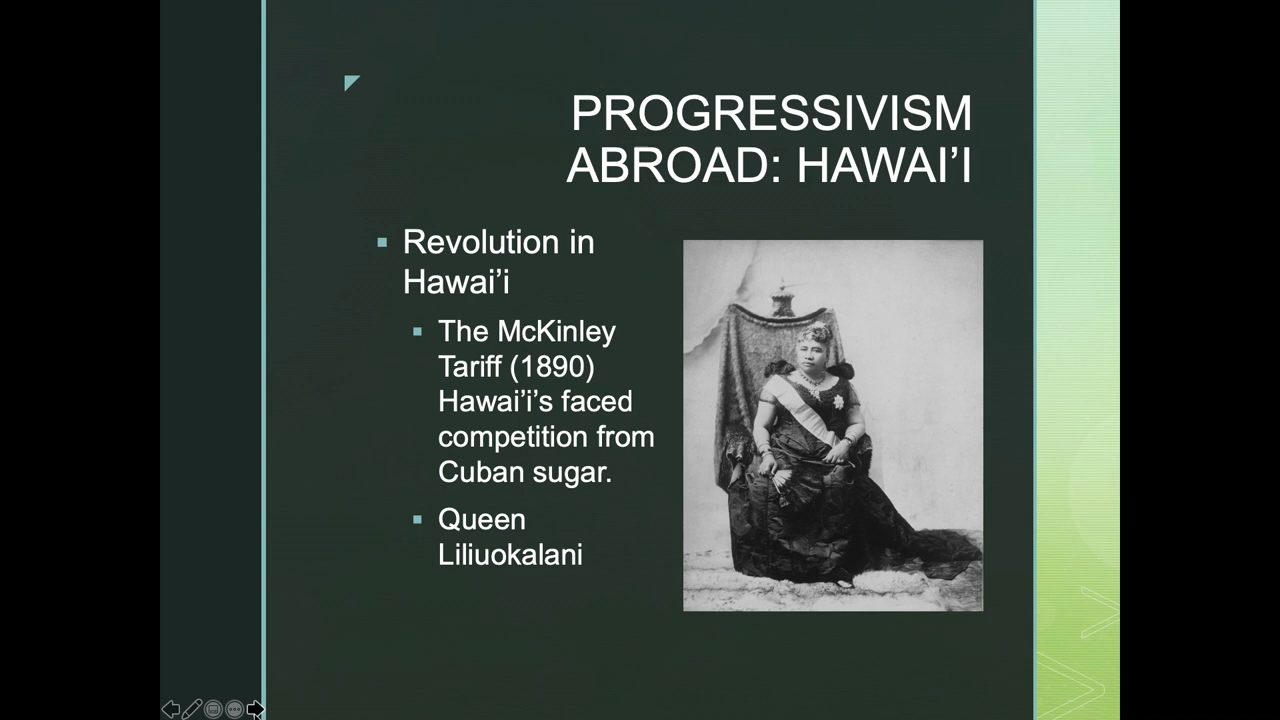 PROGRESSIVISM
ABROAD: HAWAI’I
Revolution in
Hawai’i
The McKinley
Tariff (1890)
Hawai’i’s faced
competition from
Cuban sugar.
Queen
Liliuokalani